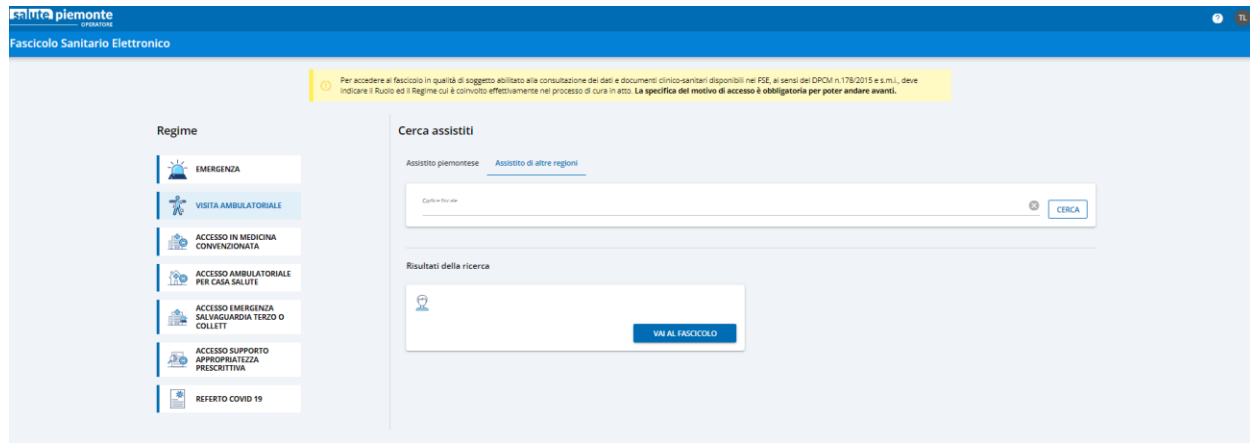 salute piemonte
OPERATORE
TL
Fascicolo Sanitario Elettronico
Per accedere al fascicolo in qualità di soggetto abilitato alla consultazione dei dati e documenti clinico-sanitari disponibili nel FSE, ai sensi del DPCM n.178/2015 e s.m.i., deve
indicare il Ruolo ed il Regime cui è coinvolto effettivamente nel processo di cura in atto. La specifica del motivo di accesso è obbligatoria per poter andare avanti.
Regime
EMERGENZA
VISITA AMBULATORIALE
ACCESSO IN MEDICINA
CONVENZIONATA
ACCESSO AMBULATORIALE
PER CASA SALUTE
ACCESSO EMERGENZA
SALVAGUARDIA TERZO O
COLLETT
ACCESSO SUPPORTO
APPROPRIATEZZA
PRESCRITTIVA
REFERTO COVID 19
Cerca assistiti
Assistito piemontese
Assistito di altre regioni
Codice fiscale
CERCA
Risultati della ricerca
VAI AL FASCICOLO